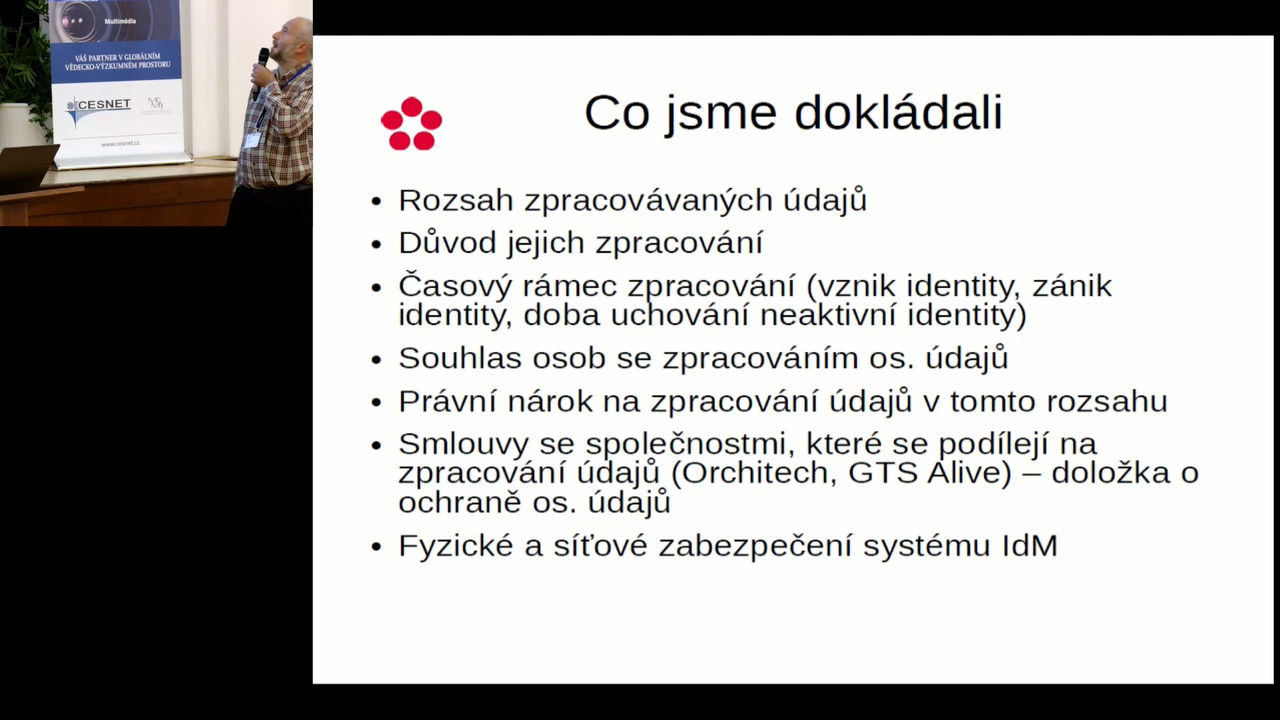 Multimédia
VÁŠ PARTNER V GLOBÁLNÍM
VĚDECKO-VÝZKUMNÉM PROSTORU
CESNET
www.cesnet.cz
Co jsme dokládali
• Rozsah zpracovávaných údajů
• Důvod jejich zpracování
• Časový rámec zpracování (vznik identity, zánik
identity, doba uchování neaktivní identity)
• Souhlas osob se zpracováním os. údajů
• Právní nárok na zpracování údajů v tomto rozsahu
• Smlouvy se společnostmi, které se podílejí na
zpracování údajů (Orchitech, GTS Alive) – doložka o
ochraně os. údajů
• Fyzické a síťové zabezpečení systému IdM